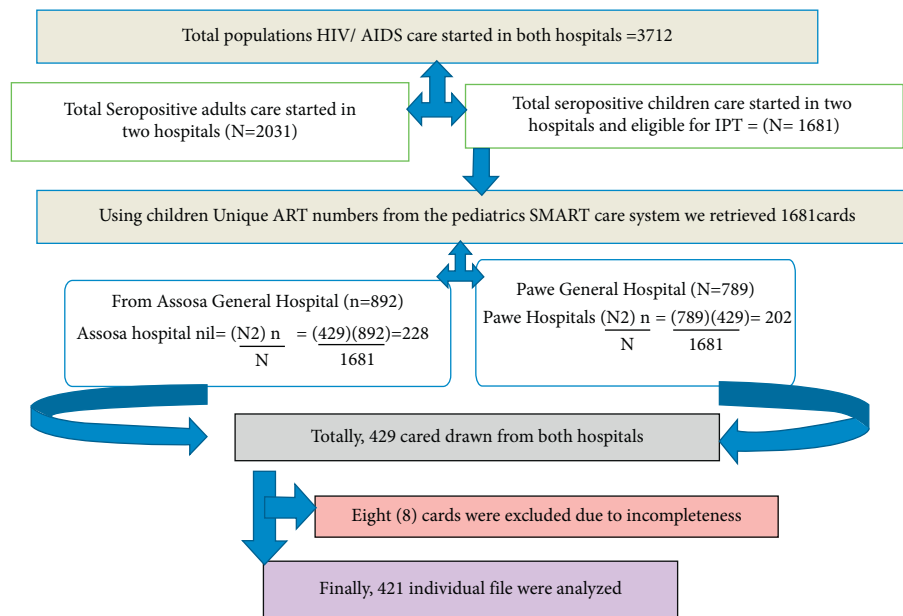 Total populations HIV/ AIDS care started in both hospitals =3712
Total Seropositive adults care started in
two hospitals (N=2031)
Total seropositive children care started in two
hospitals and eligible for IPT = (N= 1681)
Using children Unique ART numbers from the pediatrics SMART care system we retrieved 1681cards
From Assosa General Hospital (n=892)
Assosa hospital nil= (N2) n = (429)(892)=228
N 1681
Pawe General Hospital (N=789)
Pawe Hospitals (N2) n = (789)(429)= 202
N 1681
Totally, 429 cared drawn from both hospitals
Eight (8) cards were excluded due to incompleteness
Finally, 421 individual file were analyzed